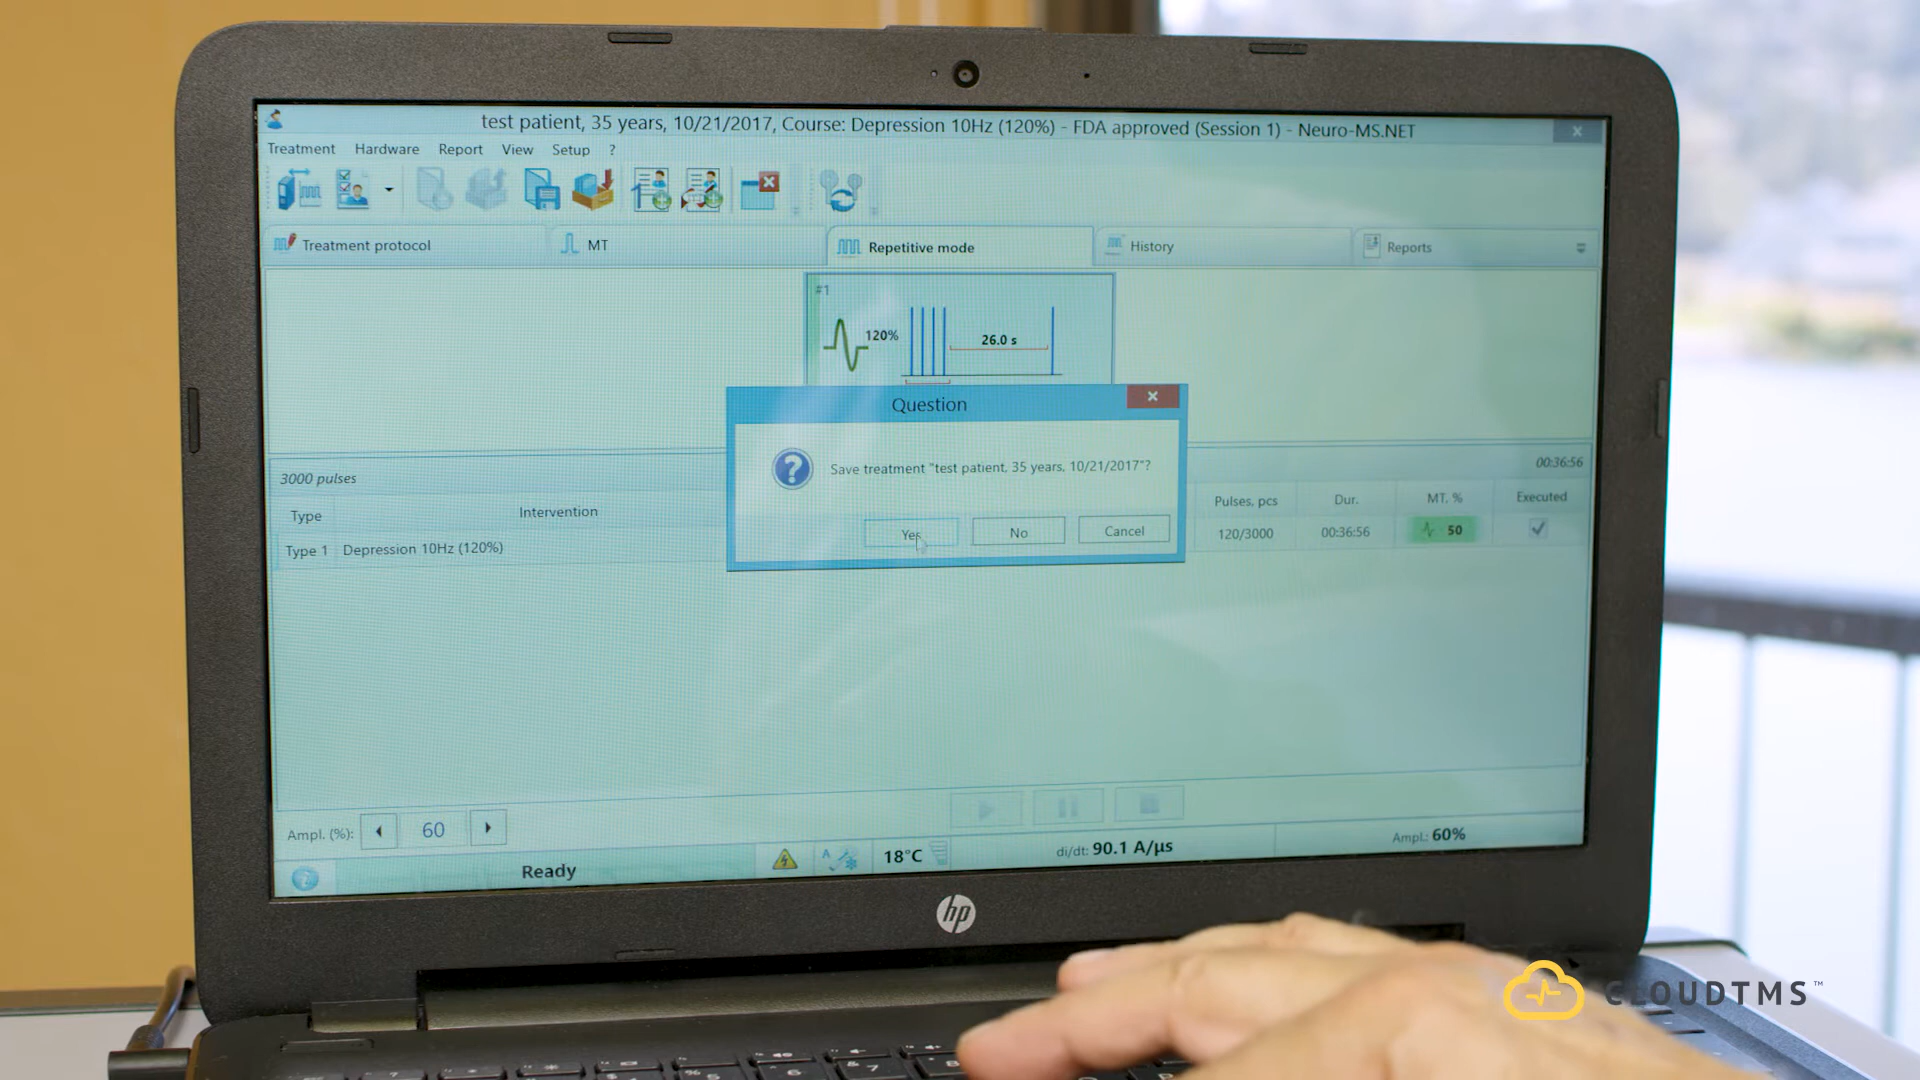 test patient, 35 years, 10/21/2017, Course: Depression 10Hz (120%) - FDA approved (Session 1) - Neuro-MS.NET
Treatment Hardware Report View Setup ?
Treatment protocol MT Repetitive mode History Reports
#1
120%
26.0 s
Question
Save treatment "test patient, 35 years, 10/21/2017"?
Yes No Cancel
3000 pulses 00:36:56
Type Intervention Pulses, pcs Dur. MT, % Executed
Type 1 Depression 10Hz (120%) 120/3000 00:36:56 50
Ampl. (%): 60
Ready 18°C di/dt: 90.1 A/µs Ampl.: 60%
hp
CLOUDTMS™